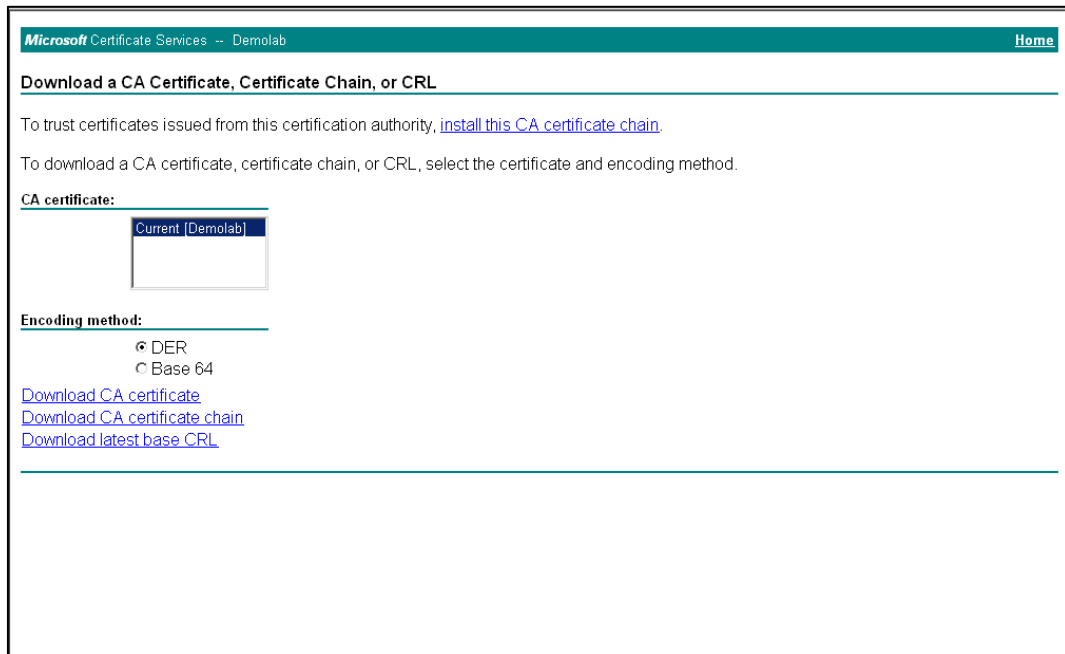 Microsoft Certificate Services -- Demolab Home
Download a CA Certificate, Certificate Chain, or CRL
To trust certificates issued from this certification authority, install this CA certificate chain.
To download a CA certificate, certificate chain, or CRL, select the certificate and encoding method.
CA certificate:
Current [Demolab]
Encoding method:
DER
Base 64
Download CA certificate
Download CA certificate chain
Download latest base CRL